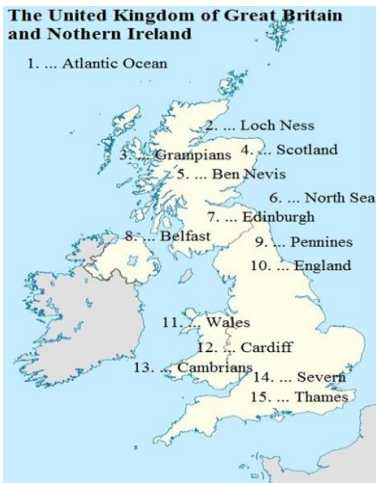 The United Kingdom of Great Britain
and Nothern Ireland
1. ... Atlantic Ocean
2. ... Loch Ness
3. ... Grampians
4. ... Scotland
5. ... Ben Nevis
6. ... North Sea
7. ... Edinburgh
8. ... Belfast
9. ... Pennines
10. ... England
11. ... Wales
12. ... Cardiff
13. ... Cambrians
14. ... Severn
15. ... Thames